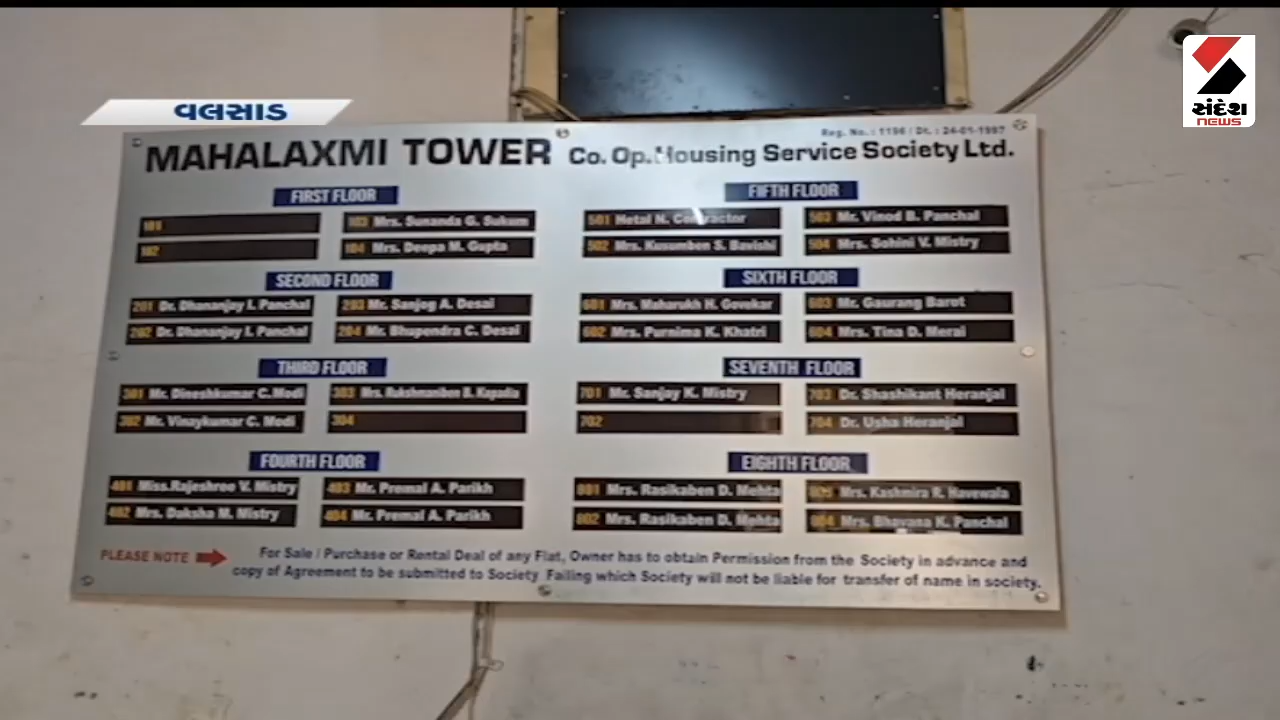 વલસાડ
સંદેશ
NEWS
Reg. No. : 1196 / Dt. : 24-01-1997
MAHALAXMI TOWER Co. Op. Housing Service Society Ltd.
FIRST FLOOR
101
103 Mrs. Sunanda G. Sukum
102
104 Mrs. Deepa M. Gupta
SECOND FLOOR
201 Dr. Dhananjay I. Panchal
203 Mr. Sanjog A. Desai
202 Dr. Dhananjay I. Panchal
204 Mr. Bhupendra C. Desai
THIRD FLOOR
301 Mr. Dineshkumar C.Modi
303 Mrs. Rukshmaniben B. Kapadia
302 Mr. Vinaykumar C. Modi
304
FOURTH FLOOR
401 Miss.Rajeshree V. Mistry
403 Mr. Premal A. Parikh
402 Mrs. Daksha M. Mistry
404 Mr. Premal A. Parikh
FIFTH FLOOR
501 Hetal N. Contractor
503 Mr. Vinod B. Panchal
502 Mrs. Kusumben S. Bavishi
504 Mrs. Sohini V. Mistry
SIXTH FLOOR
601 Mrs. Maharukh H. Govekar
603 Mr. Gaurang Barot
602 Mrs. Purnima K. Khatri
604 Mrs. Tina D. Merai
SEVENTH FLOOR
701 Mr. Sanjay K. Mistry
703 Dr. Shashikant Heranjal
702
704 Dr. Usha Heranjal
EIGHTH FLOOR
801 Mrs. Rasikaben D. Mehta
803 Mrs. Kashmira R. Havewala
802 Mrs. Rasikaben D. Mehta
804 Mrs. Bhavana K. Panchal
PLEASE NOTE For Sale / Purchase or Rental Deal of any Flat, Owner has to obtain Permission from the Society in advance and
copy of Agreement to be submitted to Society Failing which Society will not be liable for transfer of name in society.